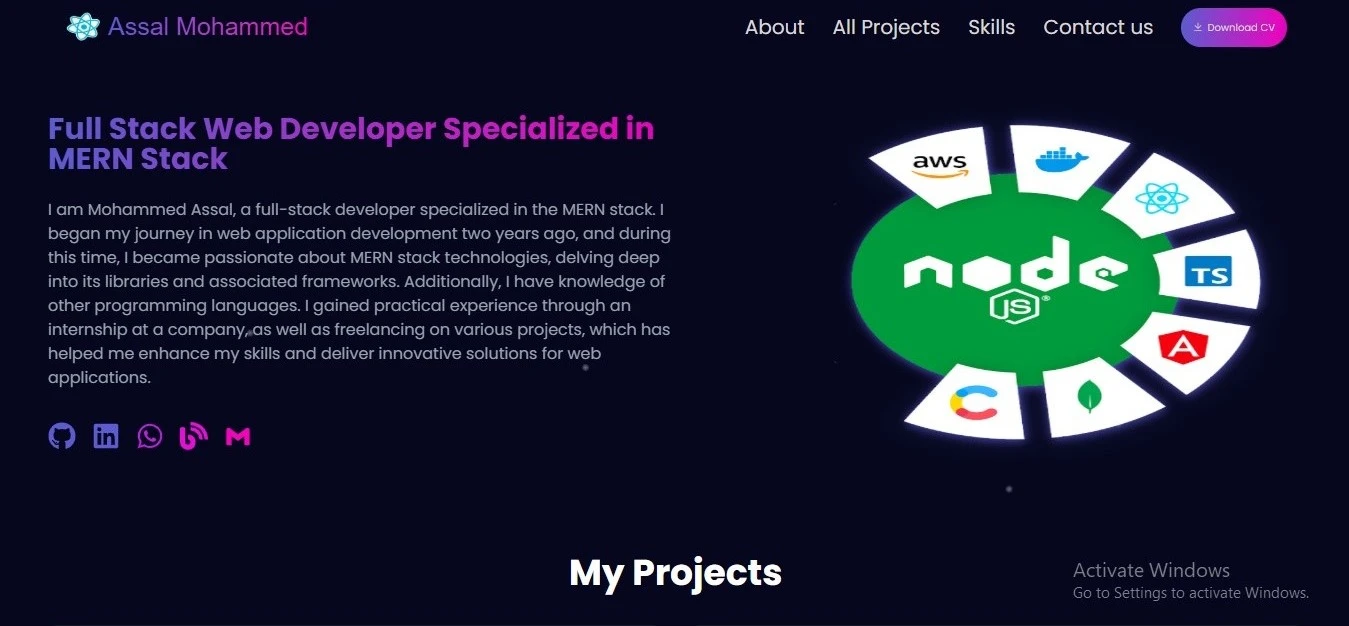 Assal Mohammed
About
All Projects
Skills
Contact us
Download CV
Full Stack Web Developer Specialized in
MERN Stack
I am Mohammed Assal, a full-stack developer specialized in the MERN stack. I
began my journey in web application development two years ago, and during
this time, I became passionate about MERN stack technologies, delving deep
into its libraries and associated frameworks. Additionally, I have knowledge of
other programming languages. I gained practical experience through an
internship at a company, as well as freelancing on various projects, which has
helped me enhance my skills and deliver innovative solutions for web
applications.
in
aws
TS
node
JS®
A
My Projects
Activate Windows
Go to Settings to activate Windows.